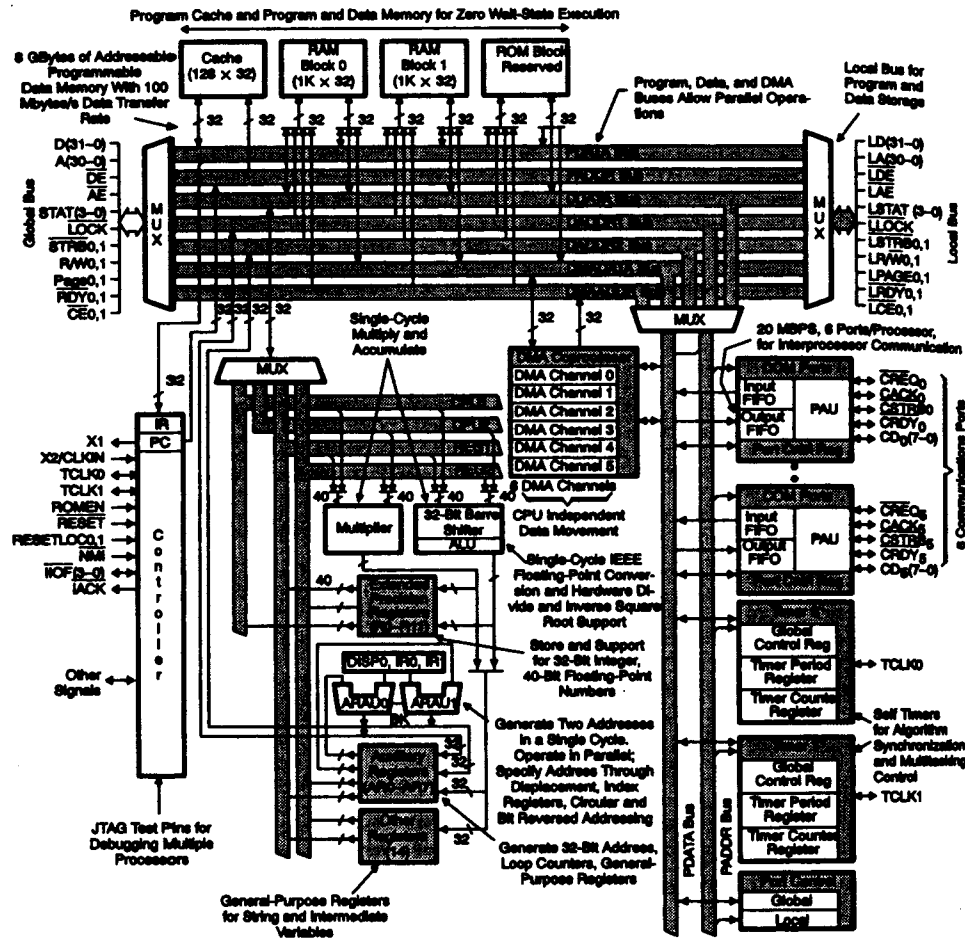 Program Cache and Program and Data Memory for Zero Wait-State Execution
8 GBytes of Addressable
Programmable
Data Memory With 100
Mbytes/s Data Transfer
Rate
Cache
(128 × 32)
RAM
Block 0
(1K × 32)
RAM
Block 1
(1K × 32)
ROM Block
Reserved
Program, Data, and DMA
Buses Allow Parallel Opera-
tions
Local Bus for
Program and
Data Storage
32
32
32
32
32
32
32
32
Global Bus
D(31–0)
A(30–0)
DE
AE
STAT(3–0)
LOCK
STRB0,1
R/W0,1
Page0,1
RDY0,1
CE0,1
MUX
MUX
LD(31–0)
LA(30–0)
LDE
LAE
LSTAT (3–0)
LLOCK
LSTRB0,1
LR/W0,1
LPAGE0,1
LRDY0,1
LCE0,1
Local Bus
32
32
32
32
32
32
MUX
Single-Cycle
Multiply and
Accumulate
20 MBPS, 6 Ports/Processor,
for Interprocessor Communication
MUX
32
DMA Channel 0
DMA Channel 1
DMA Channel 2
DMA Channel 3
DMA Channel 4
DMA Channel 5
6 DMA Channels
CPU Independent
Data Movement
Input
FIFO
Output
FIFO
PAU
CREQ0
CACK0
CSTRB0
CRDY0
CD0(7–0)
6 Communications Ports
Input
FIFO
Output
FIFO
PAU
CREQ5
CACK5
CSTRB5
CRDY5
CD5(7–0)
IR
PC
Controller
X1
X2/CLKIN
TCLK0
TCLK1
ROMEN
RESET
RESETLOC0,1
NMI
IIOF(3–0)
IACK
Other
Signals
JTAG Test Pins for
Debugging Multiple
Processors
40
40
40
40
Multiplier
32-Bit Barrel
Shifter
ALU
Single-Cycle IEEE
Floating-Point Conver-
sion and Hardware Di-
vide and Inverse Square
Root Support
40
Store and Support
for 32-Bit Integer,
40-Bit Floating-Point
Numbers
DISP0, IR0, IR1
ARAU0
ARAU1
Generate Two Addresses
in a Single Cycle.
Operate in Parallel;
Specify Address Through
Displacement, Index
Registers, Circular and
Bit Reversed Addressing
32
32
32
32
Generate 32-Bit Address,
Loop Counters, General-
Purpose Registers
General-Purpose Registers
for String and Intermediate
Variables
PDATA Bus
PADDR Bus
Global
Control Reg
Timer Period
Register
Timer Counter
Register
TCLK0
Self Timers
for Algorithm
Synchronization
and Multitasking
Control
Global
Control Reg
Timer Period
Register
Timer Counter
Register
TCLK1
Global
Local